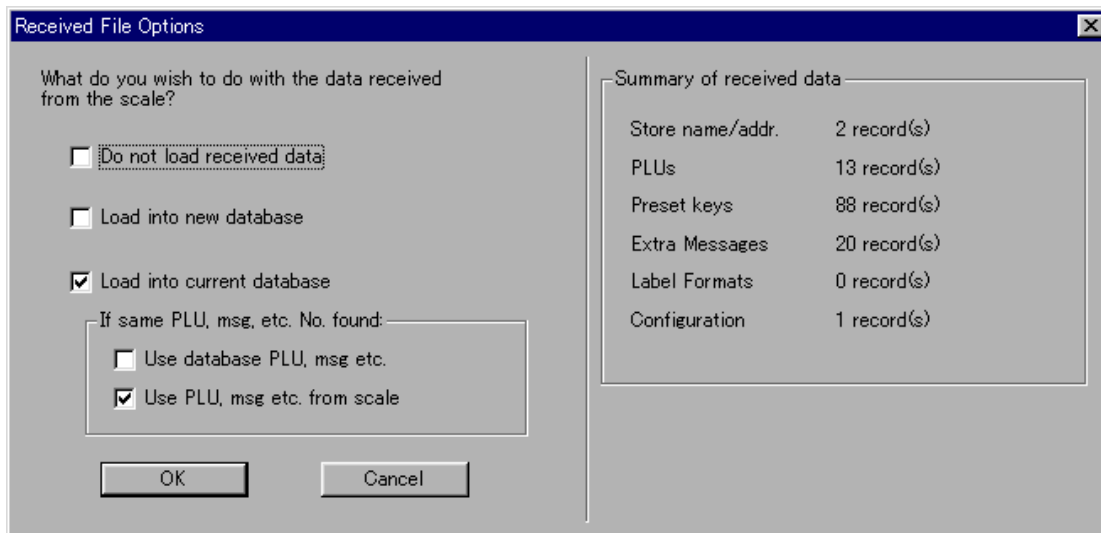 Received File Options
What do you wish to do with the data received
from the scale?
Do not load received data
Load into new database
Load into current database
If same PLU, msg, etc. No. found:
Use database PLU, msg etc.
Use PLU, msg etc. from scale
OK
Cancel
Summary of received data
Store name/addr. 2 record(s)
PLUs 13 record(s)
Preset keys 88 record(s)
Extra Messages 20 record(s)
Label Formats 0 record(s)
Configuration 1 record(s)